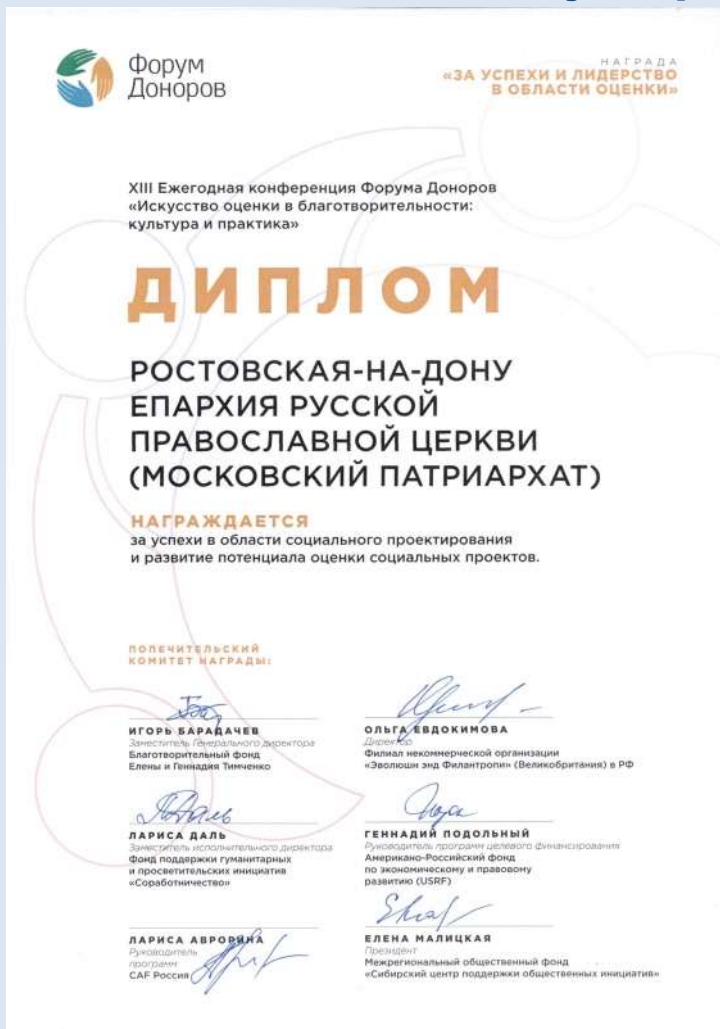 Форум
Доноров
НАГРАДА
«ЗА УСПЕХИ И ЛИДЕРСТВО
В ОБЛАСТИ ОЦЕНКИ»
XIII Ежегодная конференция Форума Доноров
«Искусство оценки в благотворительности:
культура и практика»
ДИПЛОМ
РОСТОВСКАЯ-НА-ДОНУ
ЕПАРХИЯ РУССКОЙ
ПРАВОСЛАВНОЙ ЦЕРКВИ
(МОСКОВСКИЙ ПАТРИАРХАТ)
НАГРАЖДАЕТСЯ
за успехи в области социального проектирования
и развитие потенциала оценки социальных проектов.
ПОПЕЧИТЕЛЬСКИЙ
КОМИТЕТ НАГРАДЫ:
ИГОРЬ БАРАДАЧЕВ
Заместитель Генерального директора
Благотворительный фонд
Елены и Геннадия Тимченко
ОЛЬГА ЕВДОКИМОВА
Директор
Филиал некоммерческой организации
«Эволюшн энд Филантропи» (Великобритания) в РФ
ЛАРИСА ДАЛЬ
Заместитель исполнительного директора
Фонд поддержки гуманитарных
и просветительских инициатив
«Соработничество»
ГЕННАДИЙ ПОДОЛЬНЫЙ
Руководитель программ целевого финансирования
Американо-Российский фонд
по экономическому и правовому
развитию (USRF)
ЛАРИСА АВРОРИНА
Руководитель
программ
CAF Россия
ЕЛЕНА МАЛИЦКАЯ
Президент
Межрегиональный общественный фонд
«Сибирский центр поддержки общественных инициатив»